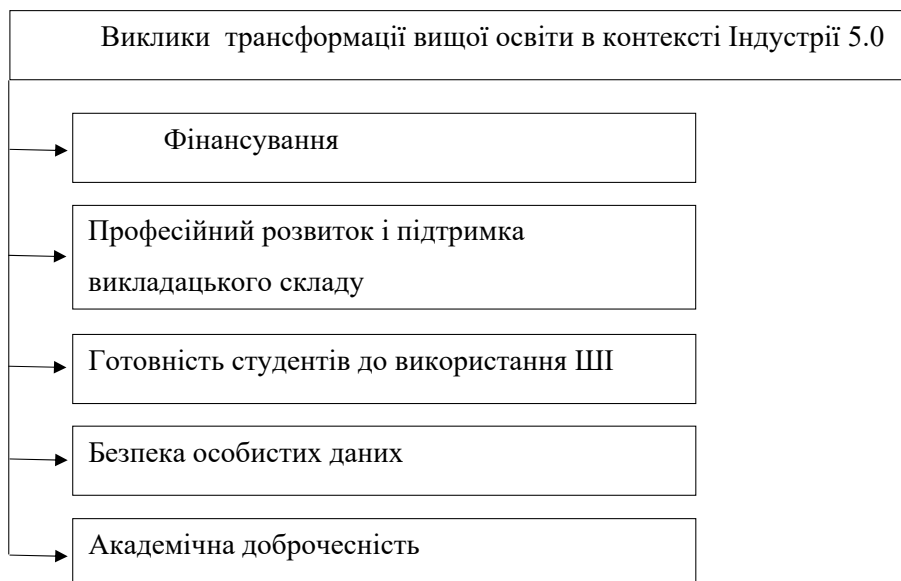 Виклики  трансформації вищої освіти в контексті Індустрії 5.0
Фінансування
Професійний розвиток і підтримка
викладацького складу
Готовність студентів до використання ШІ
Безпека особистих даних
Академічна доброчесність